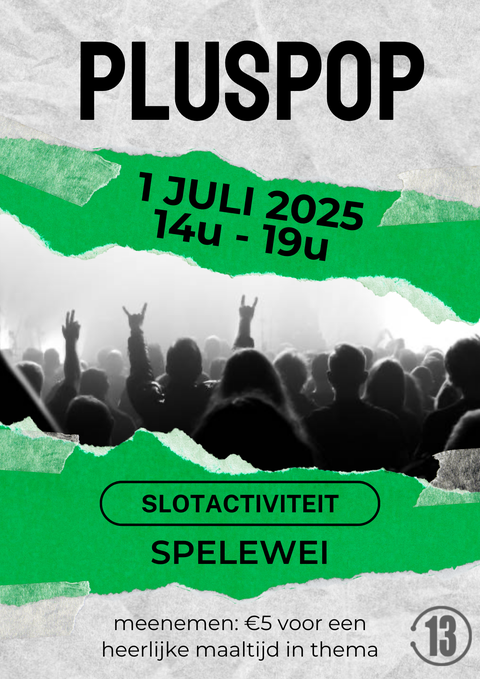 PLUSPOP
1 JULI 2025
14u - 19u
SLOTACTIVITEIT
SPELEWEI
meenemen: €5 voor een
heerlijke maaltijd in thema
13